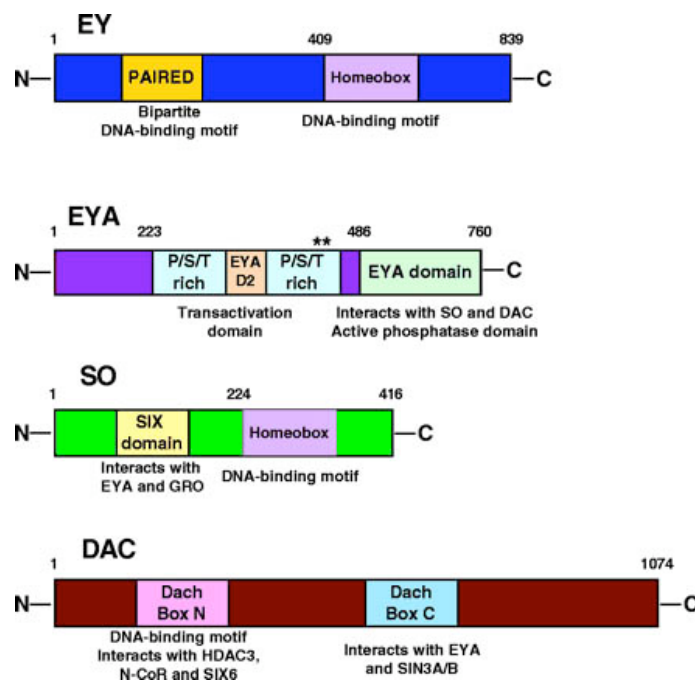 EY
1 409 839
N PAIRED Homeobox C
Bipartite
DNA-binding motif DNA-binding motif
EYA
**
1 223 486 760
N P/S/T rich EYA D2 P/S/T rich EYA domain C
Transactivation domain
Interacts with SO and DAC
Active phosphatase domain
SO
1 224 416
N SIX domain Homeobox C
Interacts with
EYA and GRO
DNA-binding motif
DAC
1 1074
N Dach Box N Dach Box C C
DNA-binding motif
Interacts with HDAC3,
N-CoR and SIX6
Interacts with EYA
and SIN3A/B